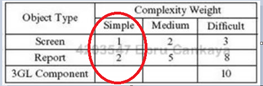 Object Type Complexity Weight
Simple Medium Difficult
Screen 1 2 3
Report 2 5 8
3GL Component 10